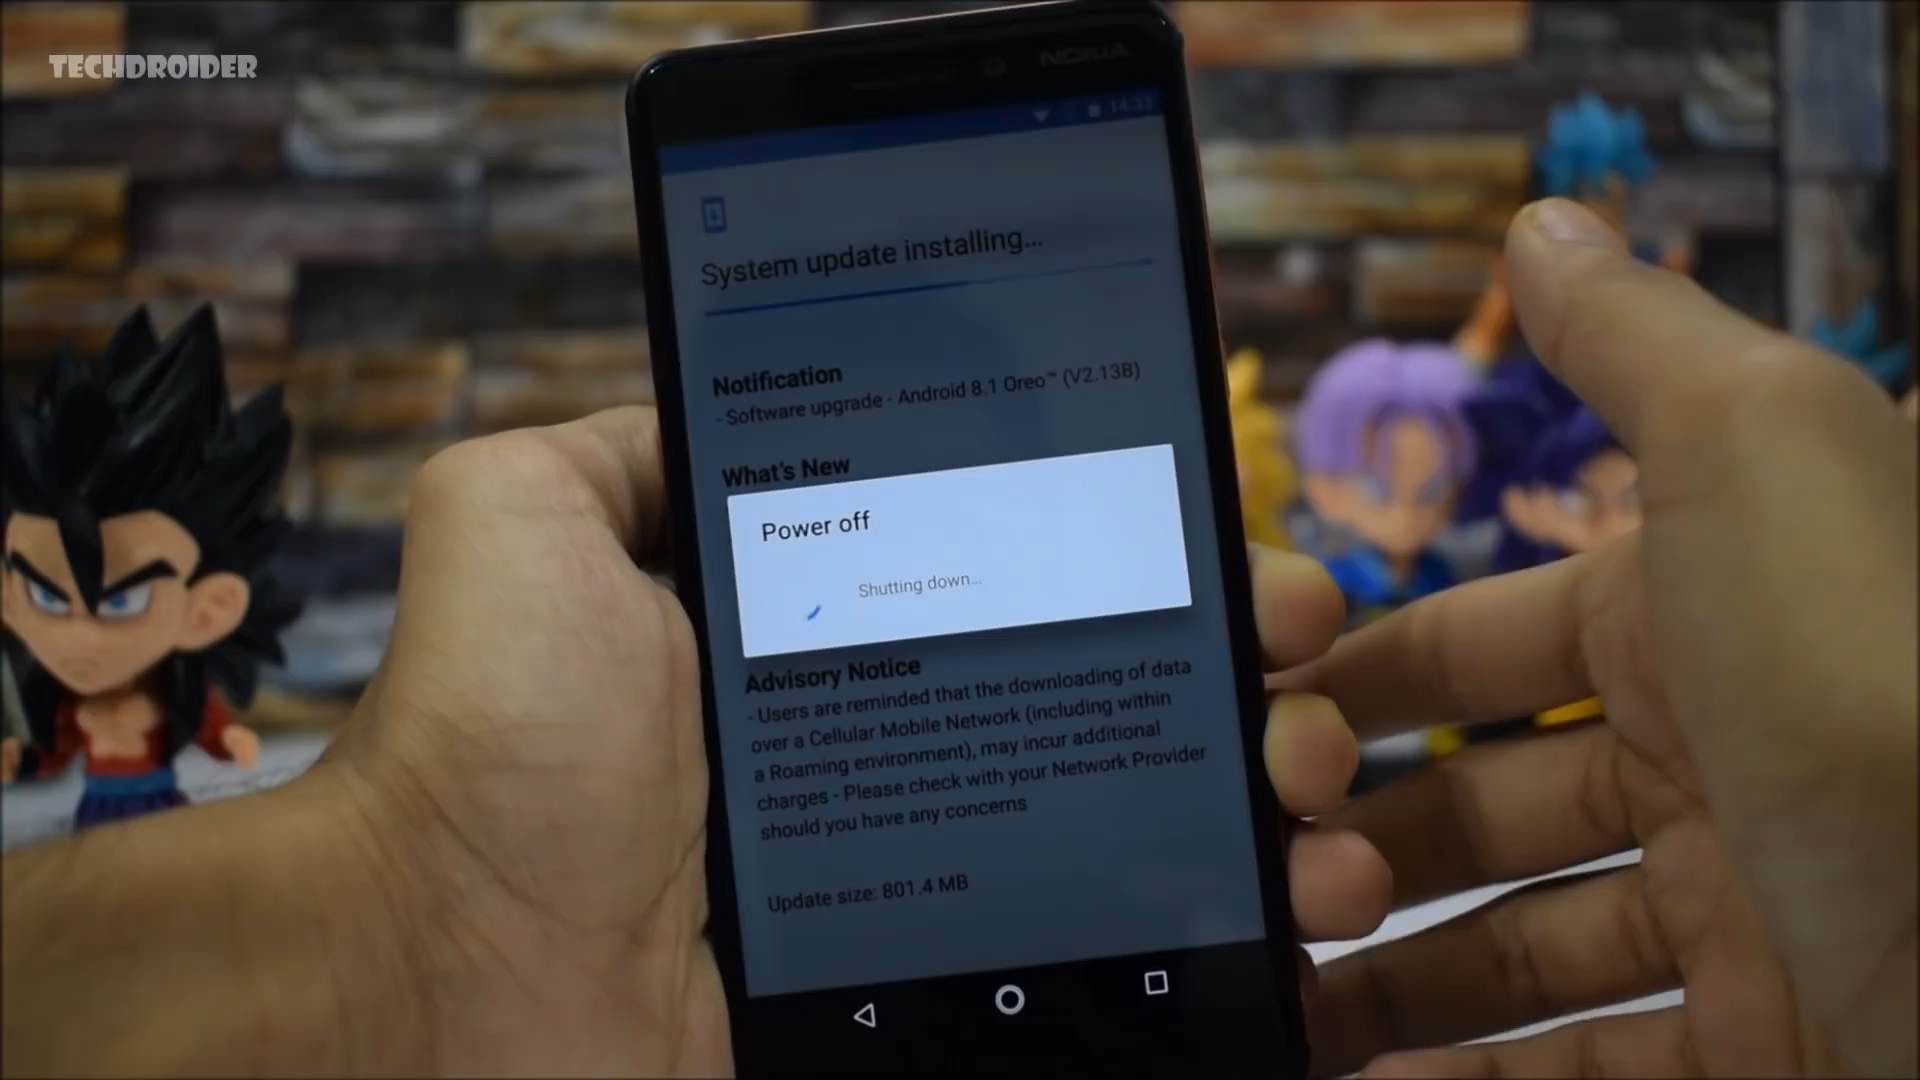 TECHDROIDER
NOKIA
14:33
System update installing...
Notification
- Software upgrade - Android 8.1 Oreo™ (V2.13B)
What's New
Power off
Shutting down...
Advisory Notice
- Users are reminded that the downloading of data
over a Cellular Mobile Network (including within
a Roaming environment), may incur additional
charges - Please check with your Network Provider
should you have any concerns
Update size: 801.4 MB